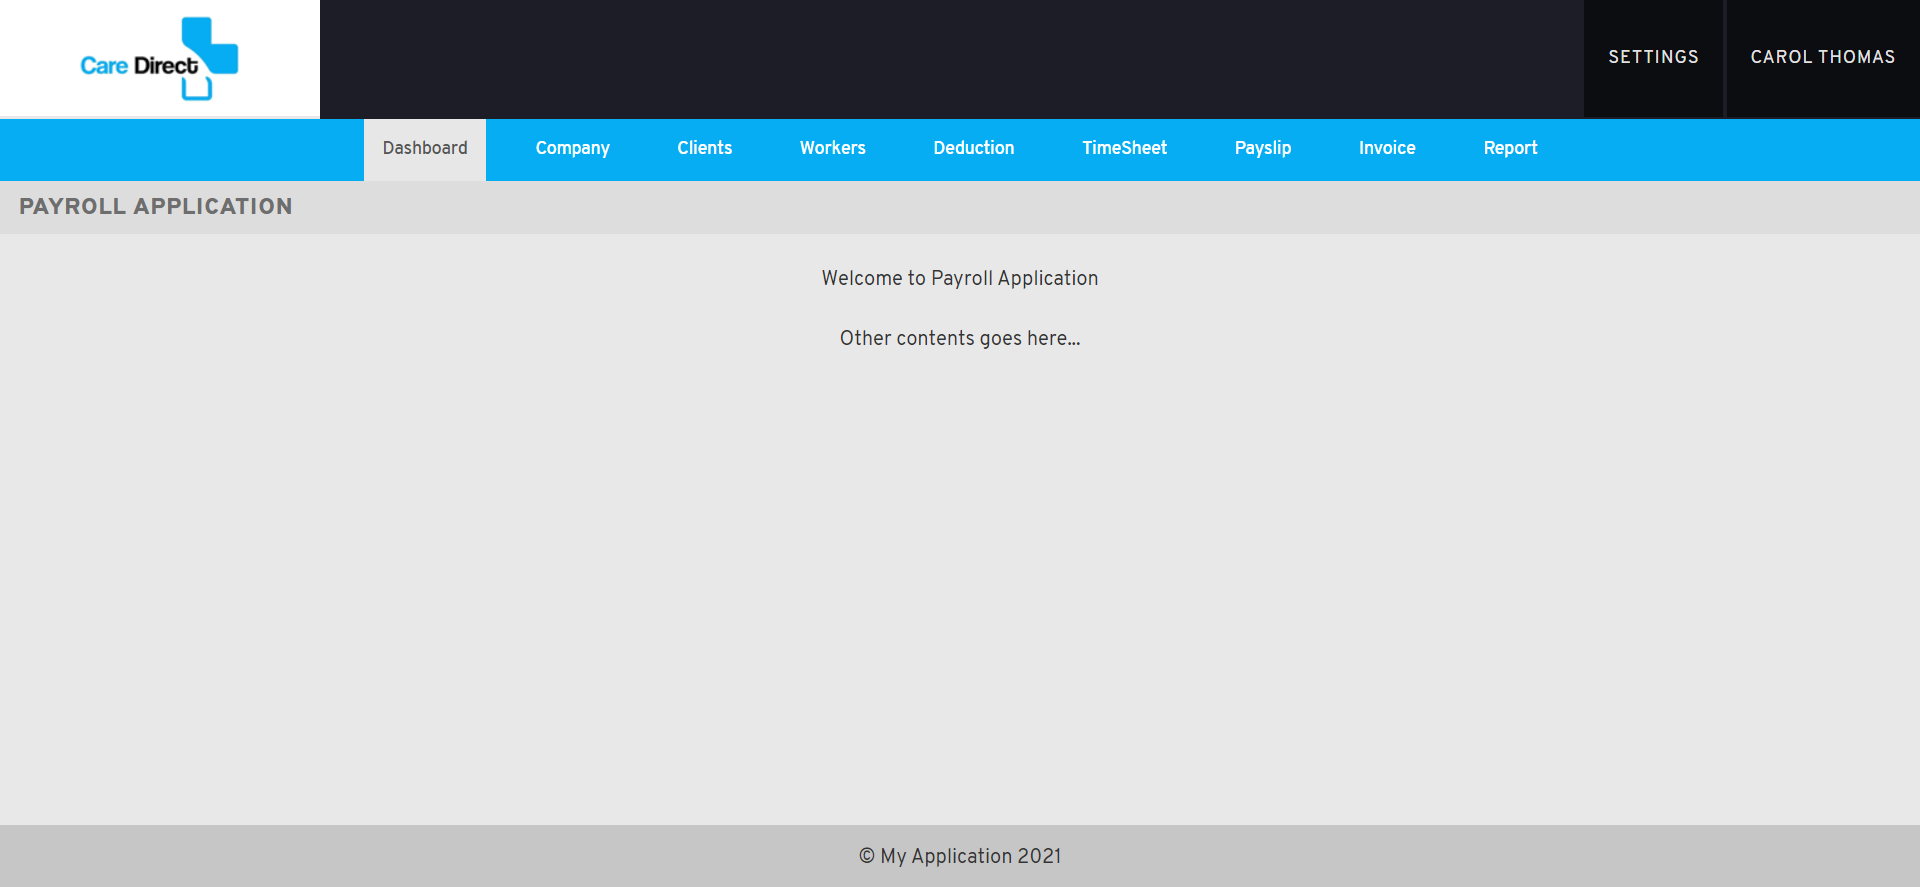 Care Direct
SETTINGS
CAROL THOMAS
Dashboard
Company
Clients
Workers
Deduction
TimeSheet
Payslip
Invoice
Report
PAYROLL APPLICATION
Welcome to Payroll Application
Other contents goes here...
© My Application 2021